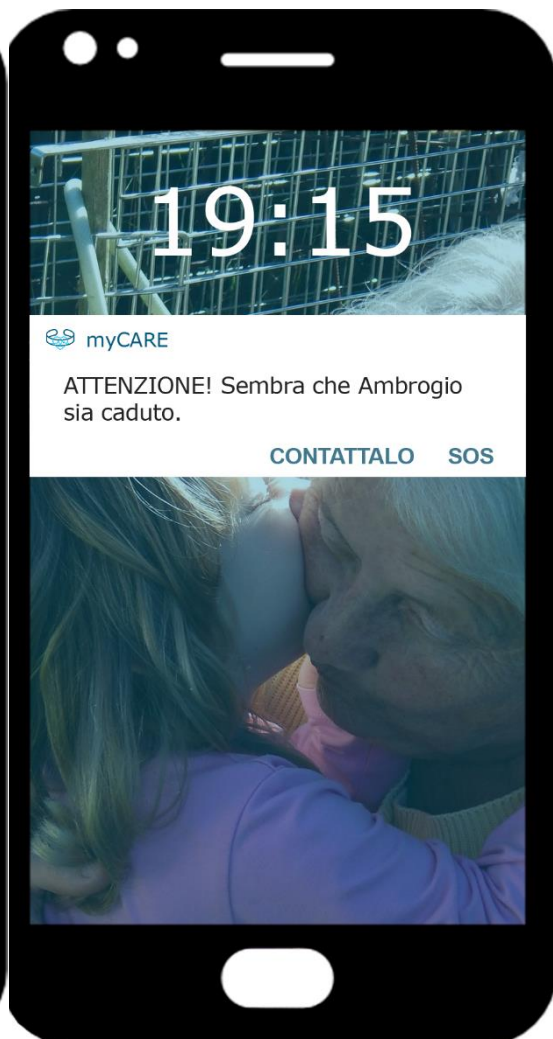 19:15
myCARE
ATTENZIONE! Sembra che Ambrogio
sia caduto.
CONTATTALO SOS